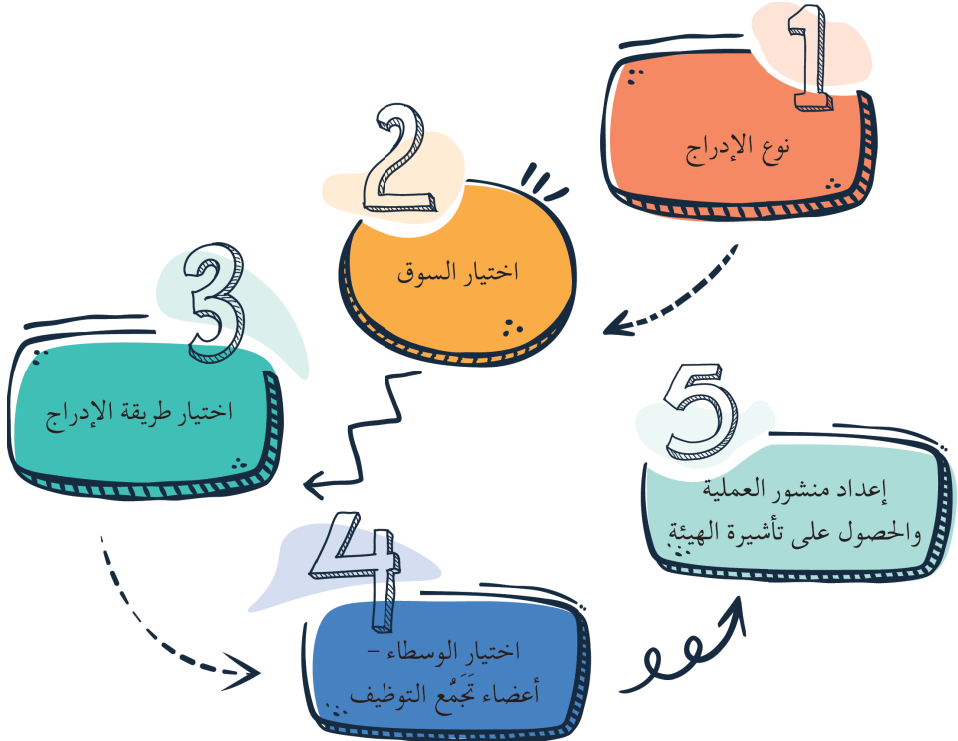 1
نوع الإدراج
2
اختيار السوق
3
اختيار طريقة الإدراج
4
اختيار الوسطاء –
أعضاء تَجَمُّع التوظيف
5
إعداد منشور العملية
والحصول على تأشيرة الهيئة